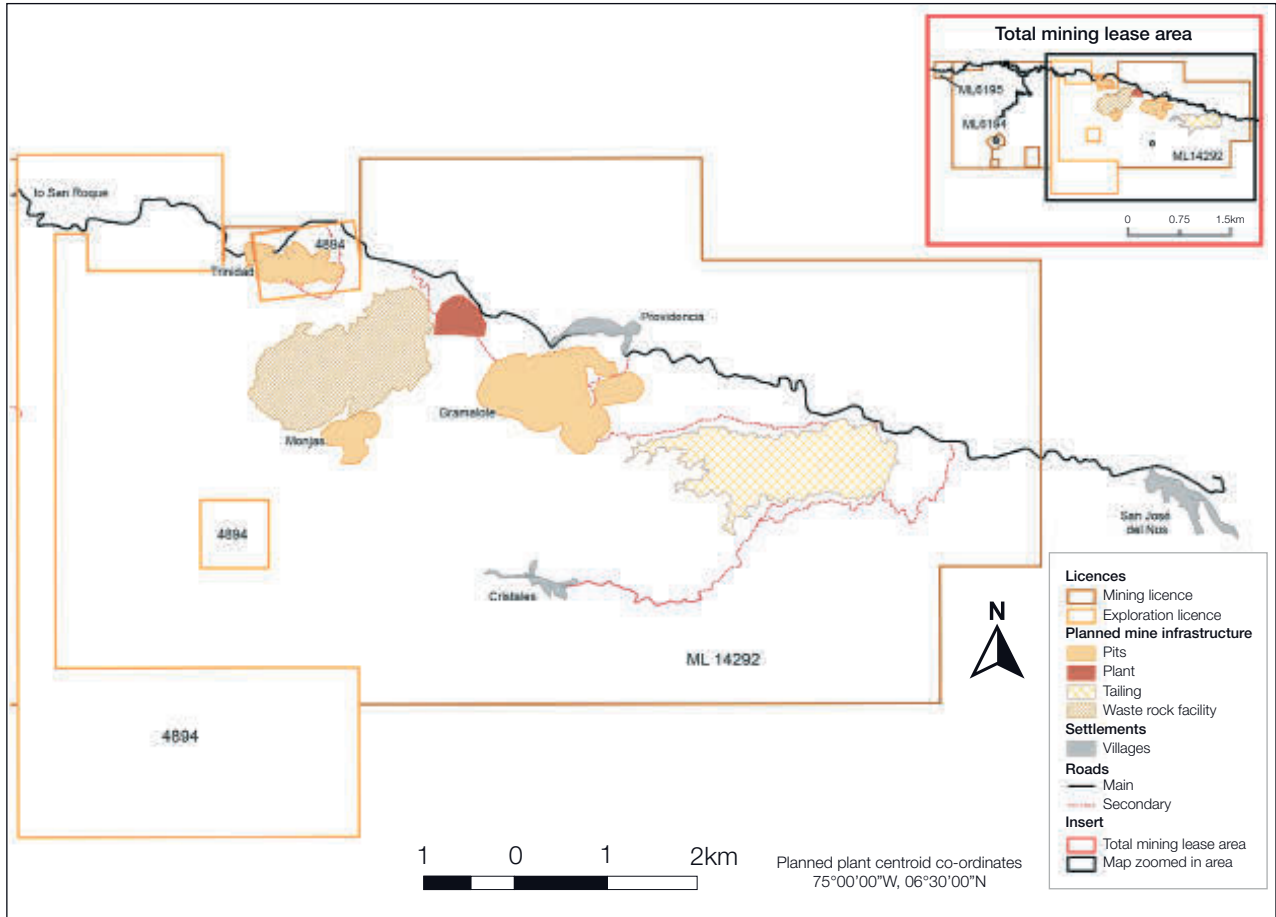 Total mining lease area
ML6195
ML6194
ML14292
0 0.75 1.5km
to San Roque
4894
Trinidad
Providencia
Gramalote
Monjas
4894
San José
del Nus
Cristales
ML 14292
4894
N
Licences
Mining licence
Exploration licence
Planned mine infrastructure
Pits
Plant
Tailing
Waste rock facility
Settlements
Villages
Roads
Main
Secondary
Insert
Total mining lease area
Map zoomed in area
1 0 1 2km
Planned plant centroid co-ordinates
75°00'00"W, 06°30'00"N